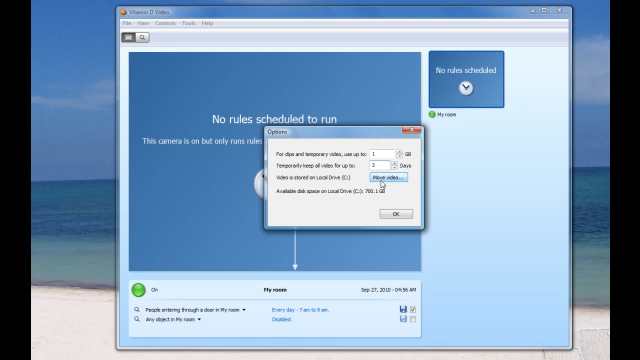 Vitamin D Video
File View Controls Tools Help
No rules scheduled
My room
No rules scheduled to run
This camera is on but only runs rules
Options
For clips and temporary video, use up to: 1 GB
Temporarily keep all video for up to: 3 Days
Video is stored on Local Drive (C:) Move video...
Available disk space on Local Drive (C:): 700.1 GB
OK
On My room Sep 27, 2010 - 04:56 AM
People entering through a door in My room Every day - 7 am to 9 am.
Any object in My room Disabled.